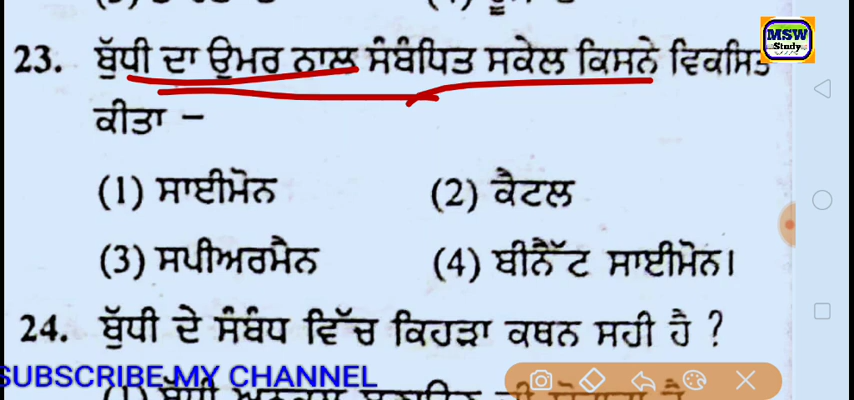 23. ਬੁੱਧੀ ਦਾ ਉਮਰ ਨਾਲ ਸੰਬੰਧਿਤ ਸਕੇਲ ਕਿਸਨੇ ਵਿਕਸਿਤ
MSW
Study
ਕੀਤਾ –
(1) ਸਾਈਮੋਨ (2) ਕੈਟਲ
(3) ਸਪੀਅਰਮੈਨ (4) ਬੀਨੈੱਟ ਸਾਈਮੋਨ।
24. ਬੁੱਧੀ ਦੇ ਸੰਬੰਧ ਵਿੱਚ ਕਿਹੜਾ ਕਥਨ ਸਹੀ ਹੈ ?
SUBSCRIBE MY CHANNEL